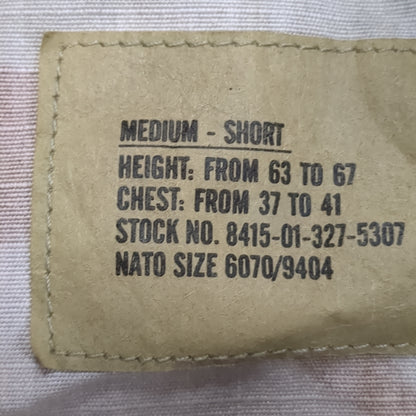 MEDIUM - SHORT
HEIGHT: FROM 63 TO 67
CHEST: FROM 37 TO 41
STOCK NO. 8415-01-327-5307
NATO SIZE 6070/9404